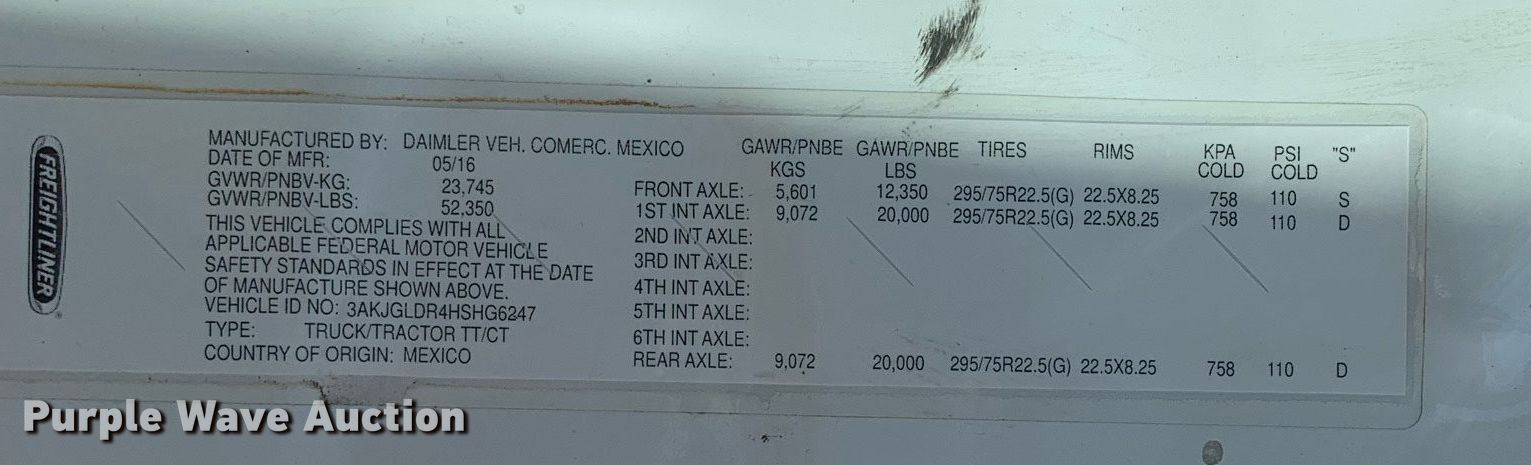 FREIGHTLINER
MANUFACTURED BY: DAIMLER VEH. COMERC. MEXICO
DATE OF MFR: 05/16
GVWR/PNBV-KG: 23,745
GVWR/PNBV-LBS: 52,350
THIS VEHICLE COMPLIES WITH ALL
APPLICABLE FEDERAL MOTOR VEHICLE
SAFETY STANDARDS IN EFFECT AT THE DATE
OF MANUFACTURE SHOWN ABOVE.
VEHICLE ID NO: 3AKJGLDR4HSHG6247
TYPE: TRUCK/TRACTOR TT/CT
COUNTRY OF ORIGIN: MEXICO
GAWR/PNBE GAWR/PNBE TIRES RIMS KPA PSI "S"
KGS LBS COLD COLD
FRONT AXLE: 5,601 12,350 295/75R22.5(G) 22.5X8.25 758 110 S
1ST INT AXLE: 9,072 20,000 295/75R22.5(G) 22.5X8.25 758 110 D
2ND INT AXLE:
3RD INT AXLE:
4TH INT AXLE:
5TH INT AXLE:
6TH INT AXLE:
REAR AXLE: 9,072 20,000 295/75R22.5(G) 22.5X8.25 758 110 D
Purple Wave Auction